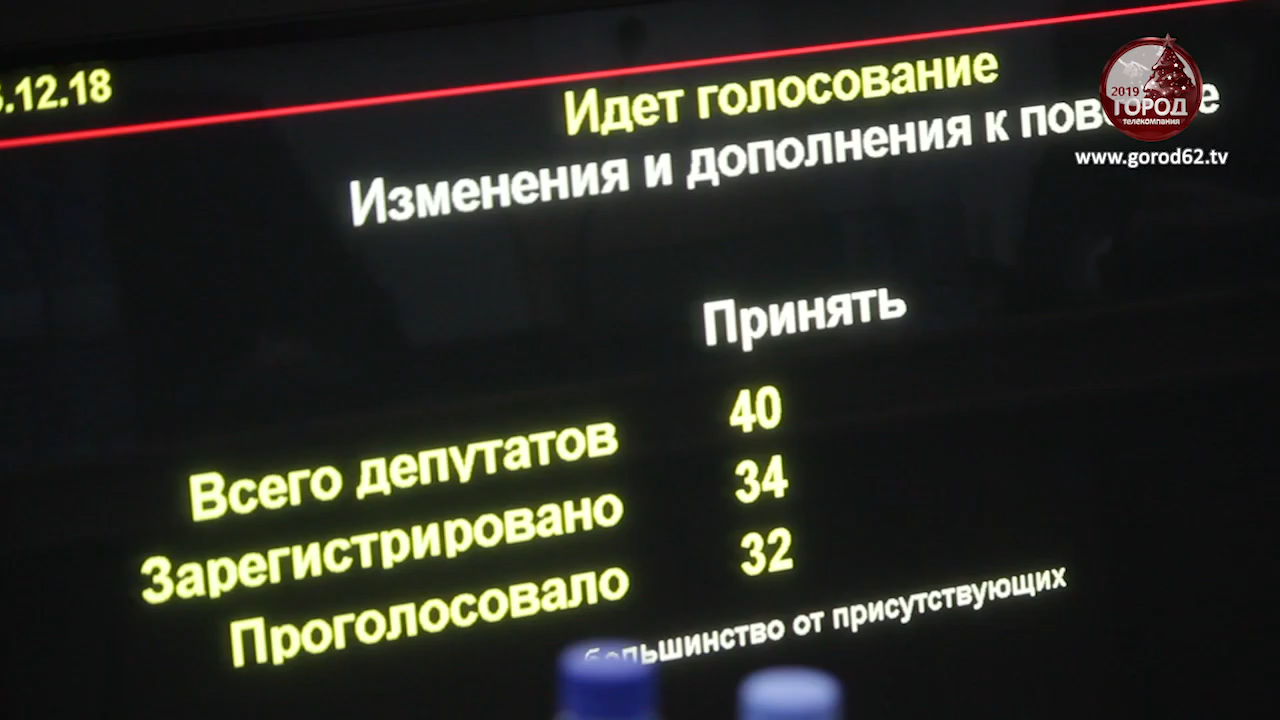 .12.18
Идет голосование
Изменения и дополнения к
Принять
Всего депутатов 40
Зарегистрировано 34
Проголосовало 32
большинство от присутствующих
2019
ГОРОД
телекомпания
www.gorod62.tv